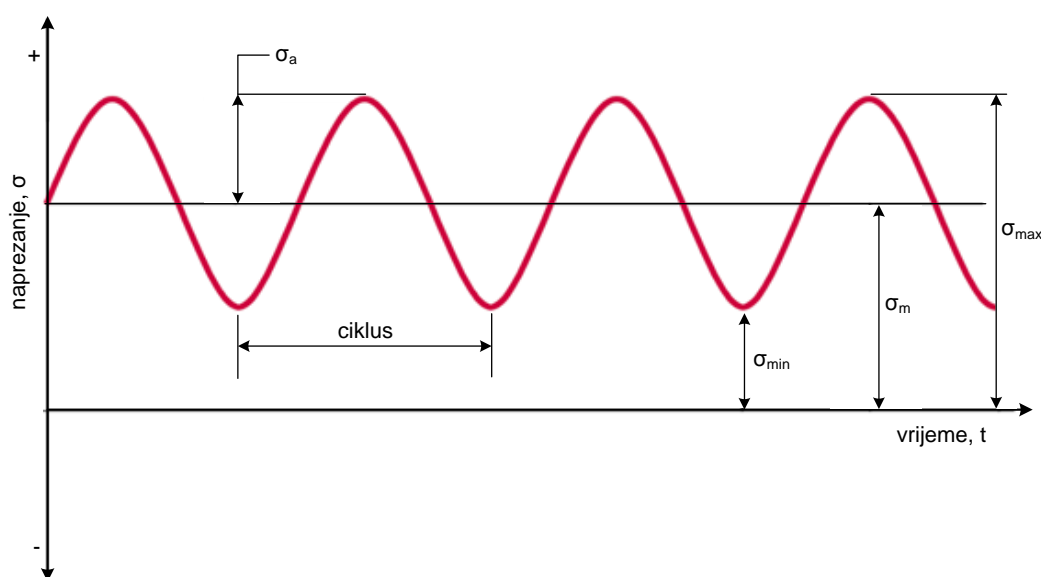 +
σa
naprezanje, σ
σmax
σm
ciklus
σmin
vrijeme, t
-